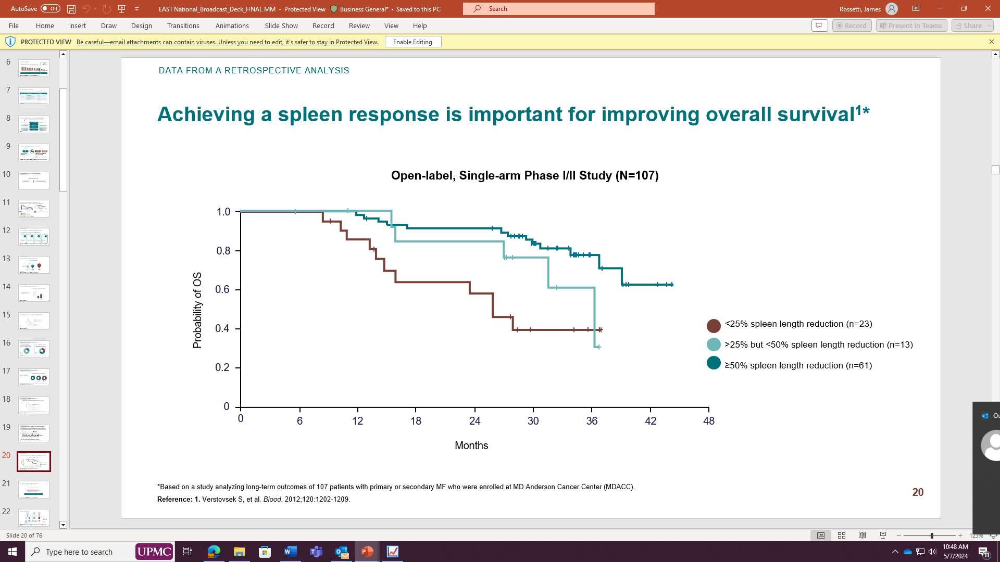 AutoSave Off EAST National_Broadcast_Deck_FINAL MM - Protected View Business General* • Saved to this PC Search Rossetti, James
File Home Insert Draw Design Transitions Animations Slide Show Record Review View Help Record Present in Teams Share
PROTECTED VIEW Be careful—email attachments can contain viruses. Unless you need to edit, it's safer to stay in Protected View. Enable Editing
6
7
8
9
10
11
12
13
14
15
16
17
18
19
20
21
22
DATA FROM A RETROSPECTIVE ANALYSIS
Achieving a spleen response is important for improving overall survival1*
Open-label, Single-arm Phase I/II Study (N=107)
Probability of OS
1.0
0.8
0.6
0.4
0.2
0
0 6 12 18 24 30 36 42 48
Months
<25% spleen length reduction (n=23)
>25% but <50% spleen length reduction (n=13)
≥50% spleen length reduction (n=61)
*Based on a study analyzing long-term outcomes of 107 patients with primary or secondary MF who were enrolled at MD Anderson Cancer Center (MDACC).
Reference: 1. Verstovsek S, et al. Blood. 2012;120:1202-1209.
20
Ou
Slide 20 of 76 123%
Type here to search UPMC 10:48 AM
5/7/2024
11